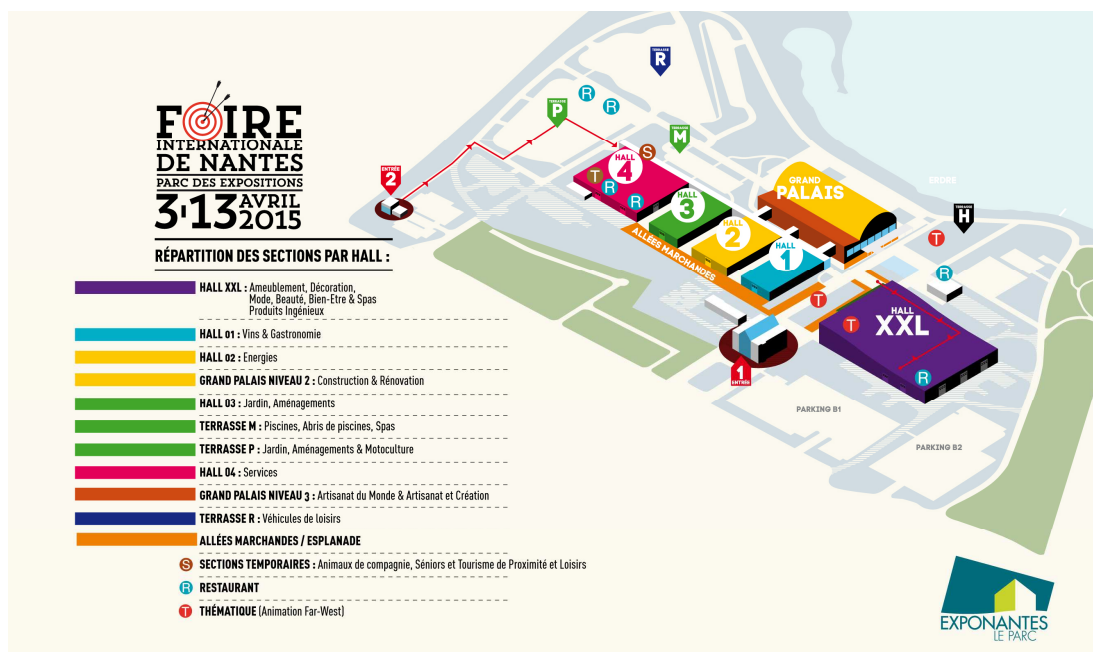 FOIRE
INTERNATIONALE
DE NANTES
PARC DES EXPOSITIONS
3·13 AVRIL 2015
RÉPARTITION DES SECTIONS PAR HALL :
HALL XXL : Ameublement, Décoration,
Mode, Beauté, Bien-Etre & Spas
Produits Ingénieux
HALL 01 : Vins & Gastronomie
HALL 02 : Energies
GRAND PALAIS NIVEAU 2 : Construction & Rénovation
HALL 03 : Jardin, Aménagements
TERRASSE M : Piscines, Abris de piscines, Spas
TERRASSE P : Jardin, Aménagements & Motoculture
HALL 04 : Services
GRAND PALAIS NIVEAU 3 : Artisanat du Monde & Artisanat et Création
TERRASSE R : Véhicules de loisirs
ALLÉES MARCHANDES / ESPLANADE
S SECTIONS TEMPORAIRES : Animaux de compagnie, Séniors et Tourisme de Proximité et Loisirs
R RESTAURANT
T THÉMATIQUE (Animation Far-West)
TERRASSE
R
R
R
TERRASSE
P
TERRASSE
M
ENTRÉE
2
S
HALL
4
T
R
R
HALL
3
HALL
2
HALL
1
ALLÉES MARCHANDES
GRAND
PALAIS
ERDRE
TERRASSE
H
T
R
T
T
HALL
XXL
R
1
ENTRÉE
PARKING B1
PARKING B2
EXPONANTES
LE PARC